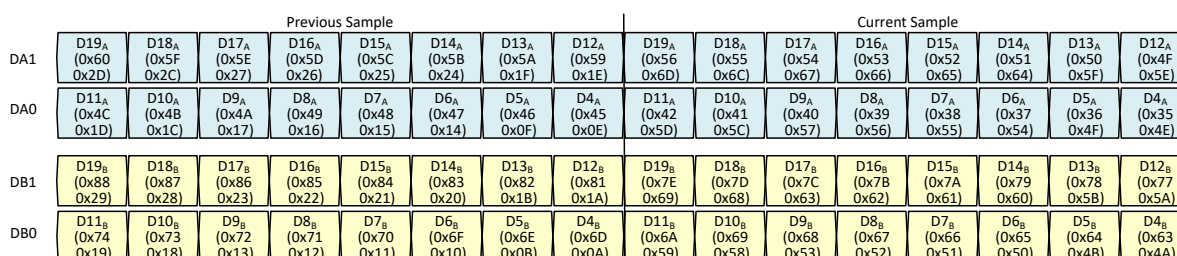 Previous Sample Current Sample
DA1 D19A D18A D17A D16A D15A D14A D13A D12A D19A D18A D17A D16A D15A D14A D13A D12A
(0x60 (0x5F (0x5E (0x5D (0x5C (0x5B (0x5A (0x59 (0x56 (0x55 (0x54 (0x53 (0x52 (0x51 (0x50 (0x4F
0x2D) 0x2C) 0x27) 0x26) 0x25) 0x24) 0x1F) 0x1E) 0x6D) 0x6C) 0x67) 0x66) 0x65) 0x64) 0x5F) 0x5E)
DA0 D11A D10A D9A D8A D7A D6A D5A D4A D11A D10A D9A D8A D7A D6A D5A D4A
(0x4C (0x4B (0x4A (0x49 (0x48 (0x47 (0x46 (0x45 (0x42 (0x41 (0x40 (0x39 (0x38 (0x37 (0x36 (0x35
0x1D) 0x1C) 0x17) 0x16) 0x15) 0x14) 0x0F) 0x0E) 0x5D) 0x5C) 0x57) 0x56) 0x55) 0x54) 0x4F) 0x4E)
DB1 D19B D18B D17B D16B D15B D14B D13B D12B D19B D18B D17B D16B D15B D14B D13B D12B
(0x88 (0x87 (0x86 (0x85 (0x84 (0x83 (0x82 (0x81 (0x7E (0x7D (0x7C (0x7B (0x7A (0x79 (0x78 (0x77
0x29) 0x28) 0x23) 0x22) 0x21) 0x20) 0x1B) 0x1A) 0x69) 0x68) 0x63) 0x62) 0x61) 0x60) 0x5B) 0x5A)
DB0 D11B D10B D9B D8B D7B D6B D5B D4B D11B D10B D9B D8B D7B D6B D5B D4B
(0x74 (0x73 (0x72 (0x71 (0x70 (0x6F (0x6E (0x6D (0x6A (0x69 (0x68 (0x67 (0x66 (0x65 (0x64 (0x63
0x19) 0x18) 0x13) 0x12) 0x11) 0x10) 0x0B) 0x0A) 0x59) 0x58) 0x53) 0x52) 0x51) 0x50) 0x4B) 0x4A)